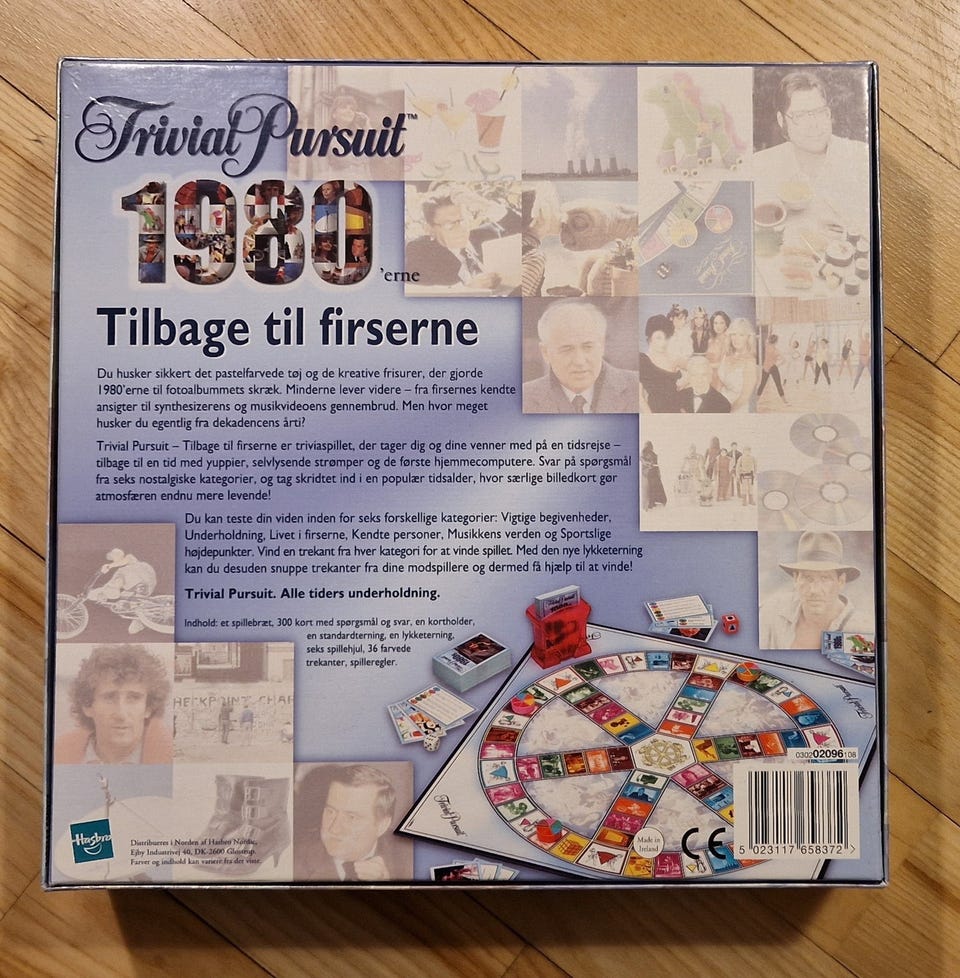 Trivial Pursuit™
1980
'erne
Tilbage til firserne
Du husker sikkert det pastelfarvede tøj og de kreative frisurer, der gjorde
1980'erne til fotoalbummets skræk. Minderne lever videre – fra firsernes kendte
ansigter til synthesizerens og musikvideoens gennembrud. Men hvor meget
husker du egentlig fra dekadencens årti?
Trivial Pursuit – Tilbage til firserne er triviaspillet, der tager dig og dine venner med på en tidsrejse –
tilbage til en tid med yuppier, selvlysende strømper og de første hjemmecomputere. Svar på spørgsmål
fra seks nostalgiske kategorier, og tag skridtet ind i en populær tidsalder, hvor særlige billedkort gør
atmosfæren endnu mere levende!
Du kan teste din viden inden for seks forskellige kategorier: Vigtige begivenheder,
Underholdning, Livet i firserne, Kendte personer, Musikkens verden og Sportslige
højdepunkter. Vind en trekant fra hver kategori for at vinde spillet. Med den nye lykketerning
kan du desuden snuppe trekanter fra dine modspillere og dermed få hjælp til at vinde!
Trivial Pursuit. Alle tiders underholdning.
Indhold: et spillebræt, 300 kort med spørgsmål og svar, en kortholder,
en standardterning, en lykketerning,
seks spillehjul, 36 farvede
trekanter, spilleregler.
CHECKPOINT CHAR
Trivial Pursuit
030202096108
Hasbro
Distribueres i Norden af Hasbro Nordic,
Ejby Industrivej 40, DK-2600 Glostrup.
Farver og indhold kan variere fra det viste.
Made in
Ireland
CE
5 023117 658372 >